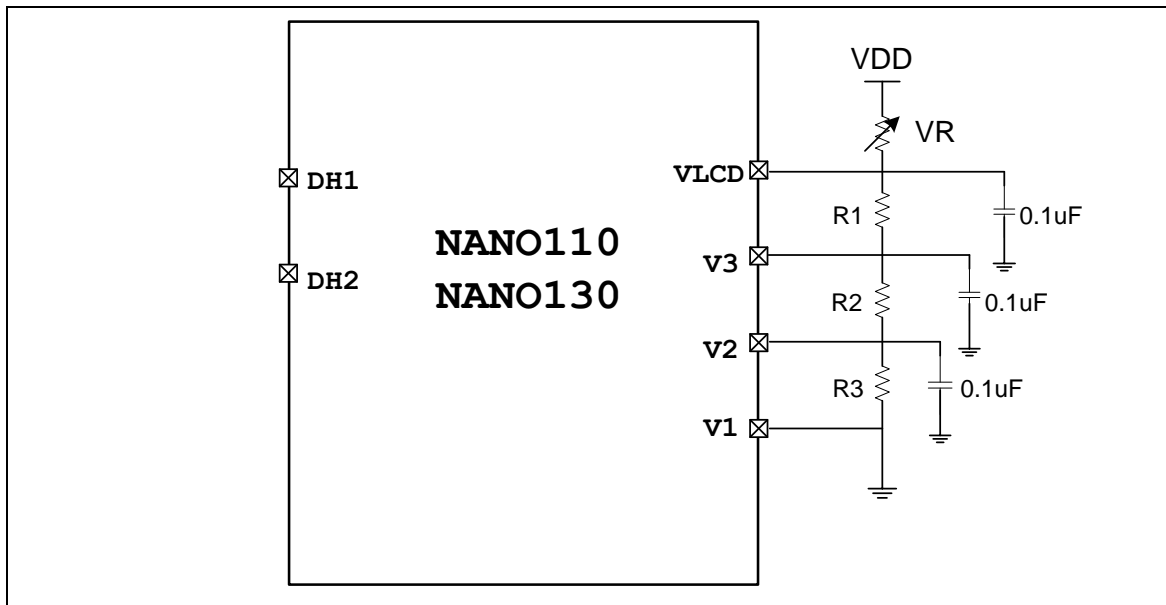 VDD
VR
VLCD
DH1
R1
0.1uF
NANO110
V3
DH2
NANO130
R2
0.1uF
V2
R3
0.1uF
V1